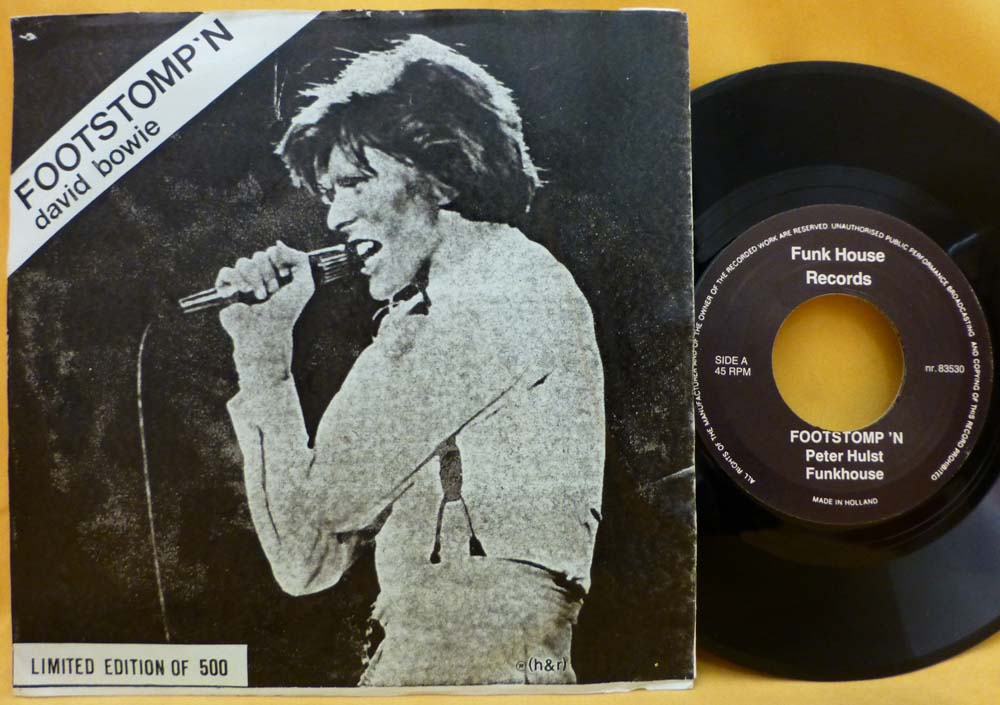 FOOTSTOMP 'N
david bowie
LIMITED EDITION OF 500
(h&r)
ALL RIGHTS OF THE MANUFACTURER AND OF THE OWNER OF THE RECORDED WORK ARE RESERVED. UNAUTHORISED PUBLIC PERFORMANCE BROADCASTING AND COPYING OF THIS RECORD PROHIBITED
Funk House
Records
SIDE A
45 RPM
nr. 83530
FOOTSTOMP 'N
Peter Hulst
Funkhouse
MADE IN HOLLAND